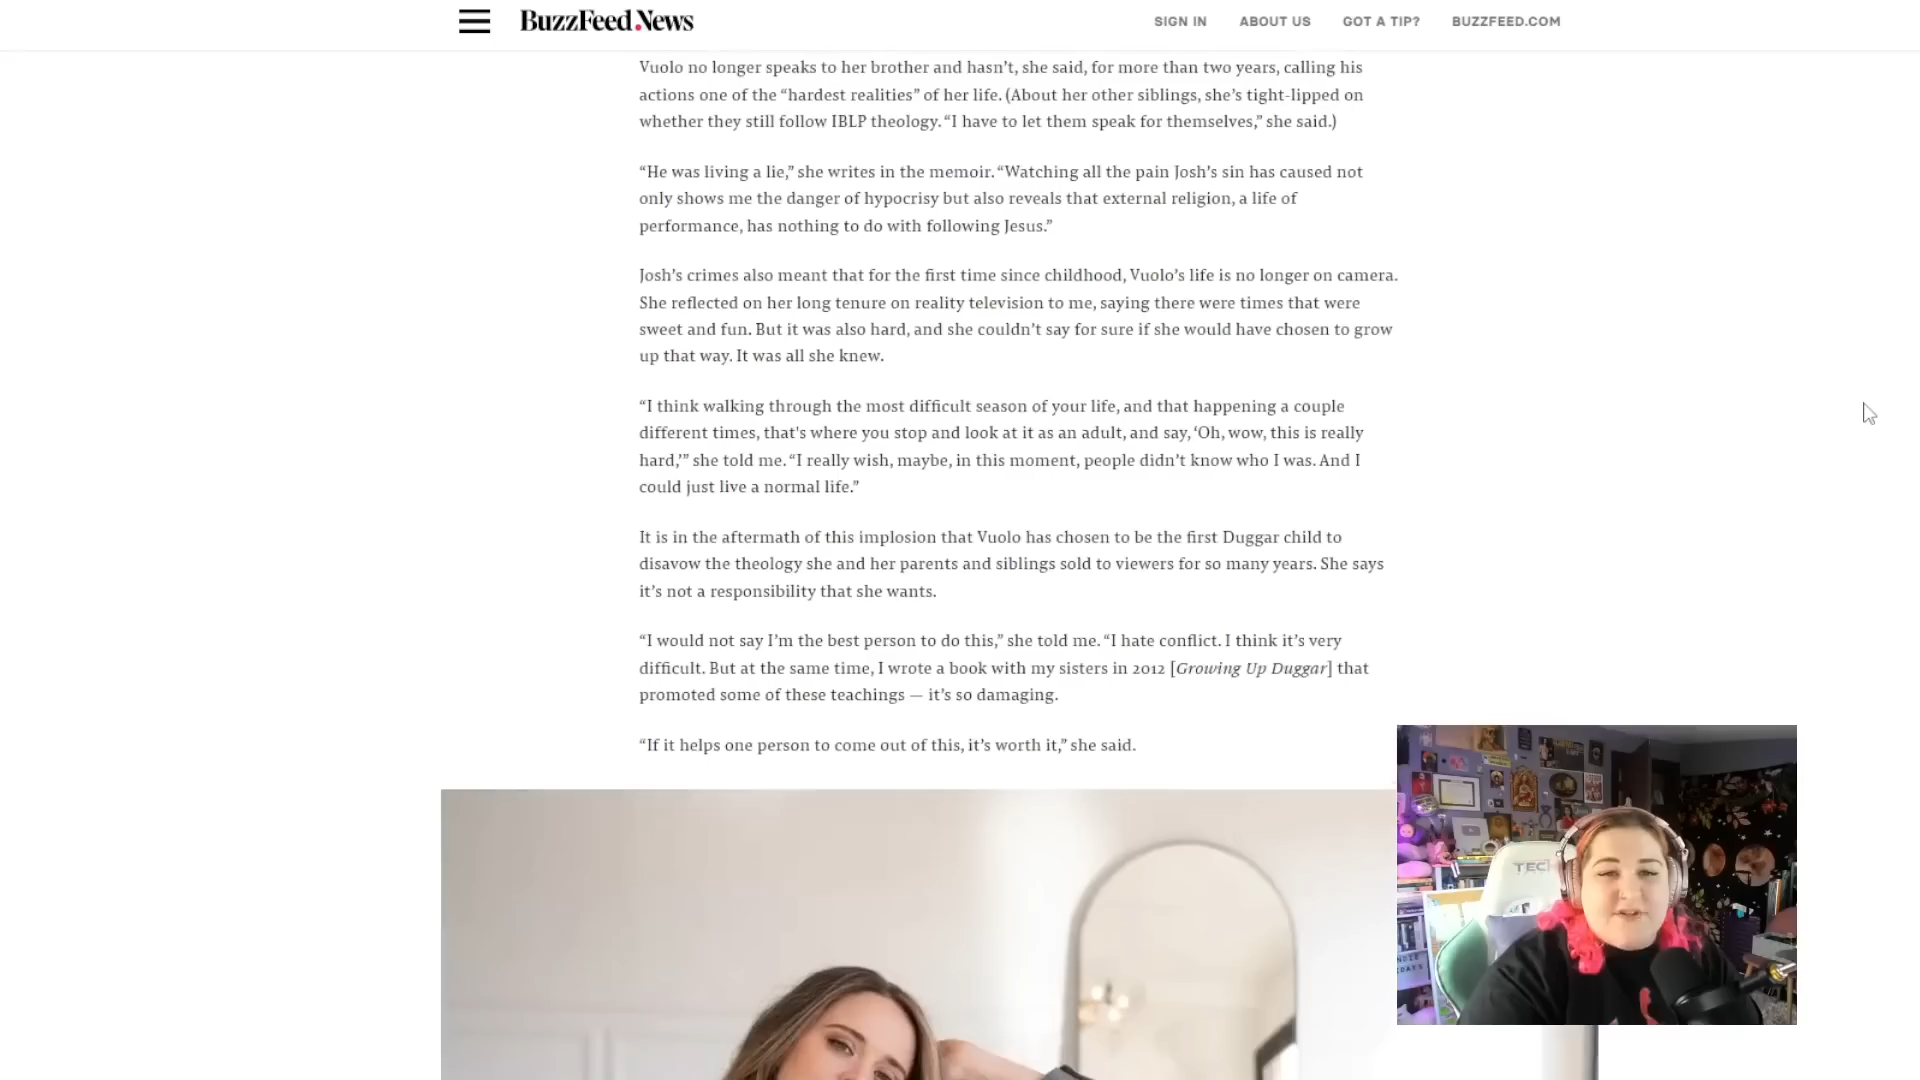 BuzzFeed.News
SIGN IN
ABOUT US
GOT A TIP?
BUZZFEED.COM
Vuolo no longer speaks to her brother and hasn’t, she said, for more than two years, calling his
actions one of the “hardest realities” of her life. (About her other siblings, she’s tight-lipped on
whether they still follow IBLP theology. “I have to let them speak for themselves,” she said.)
“He was living a lie,” she writes in the memoir. “Watching all the pain Josh’s sin has caused not
only shows me the danger of hypocrisy but also reveals that external religion, a life of
performance, has nothing to do with following Jesus.”
Josh’s crimes also meant that for the first time since childhood, Vuolo’s life is no longer on camera.
She reflected on her long tenure on reality television to me, saying there were times that were
sweet and fun. But it was also hard, and she couldn’t say for sure if she would have chosen to grow
up that way. It was all she knew.
“I think walking through the most difficult season of your life, and that happening a couple
different times, that's where you stop and look at it as an adult, and say, ‘Oh, wow, this is really
hard,’” she told me. “I really wish, maybe, in this moment, people didn’t know who I was. And I
could just live a normal life.”
It is in the aftermath of this implosion that Vuolo has chosen to be the first Duggar child to
disavow the theology she and her parents and siblings sold to viewers for so many years. She says
it’s not a responsibility that she wants.
“I would not say I’m the best person to do this,” she told me. “I hate conflict. I think it’s very
difficult. But at the same time, I wrote a book with my sisters in 2012 [Growing Up Duggar] that
promoted some of these teachings — it’s so damaging.
“If it helps one person to come out of this, it’s worth it,” she said.
TEC